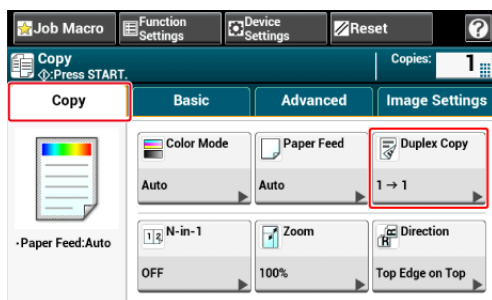 Job Macro
Function
Settings
Device
Settings
Reset
?
Copy
:Press START.
Copies:
1
Copy
Basic
Advanced
Image Settings
Color Mode
Auto
Paper Feed
Auto
Duplex Copy
1 → 1
·Paper Feed:Auto
1 2 N-in-1
OFF
Zoom
100%
R Direction
Top Edge on Top